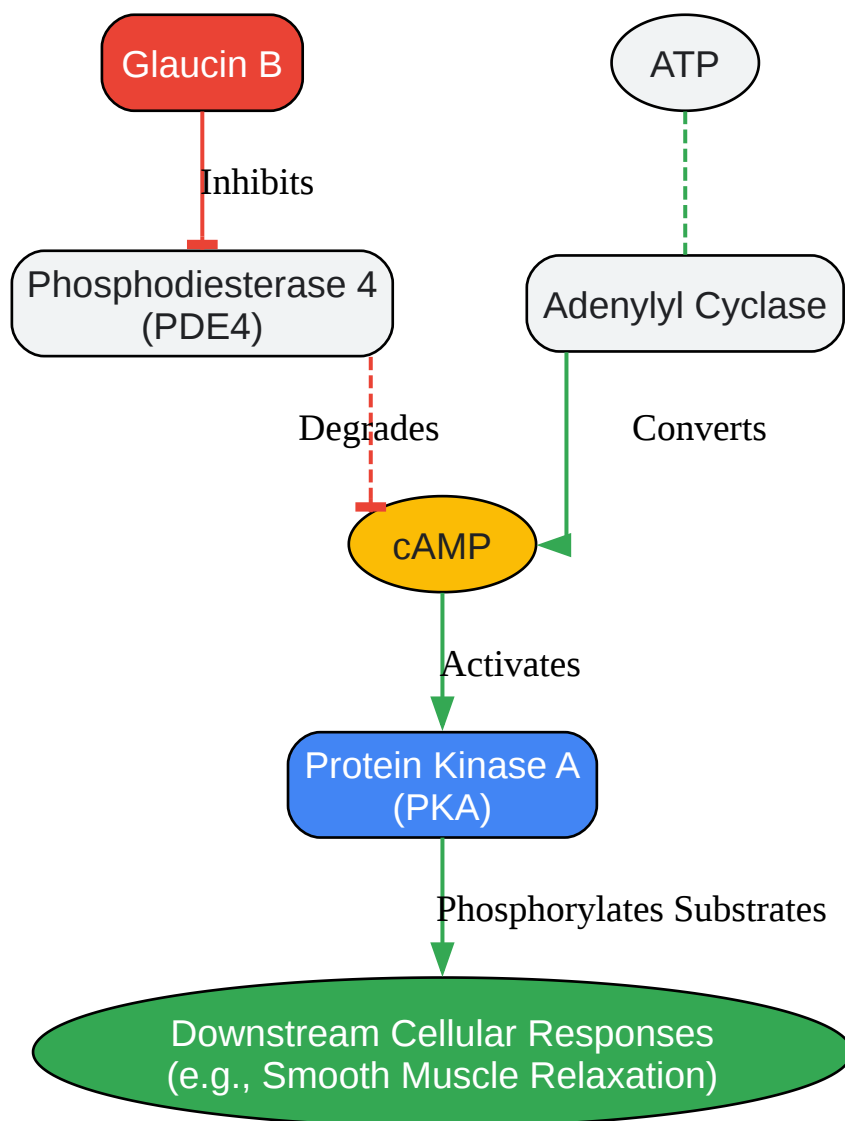 Glaucin B
ATP
Inhibits
Phosphodiesterase 4
(PDE4)
Adenylyl Cyclase
Degrades
Converts
cAMP
Activates
Protein Kinase A
(PKA)
Phosphorylates Substrates
Downstream Cellular Responses
(e.g., Smooth Muscle Relaxation)